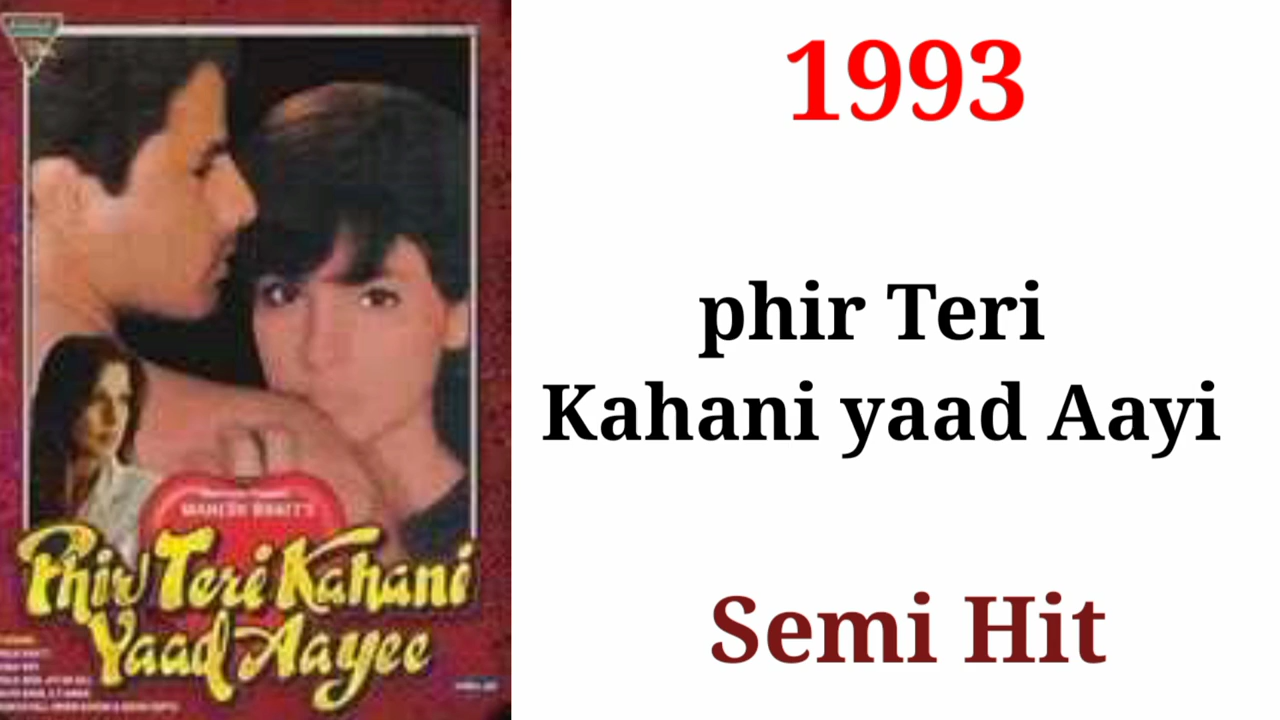 MAHESH BHATT'S
Phir Teri Kahani
Yaad Aayee
1993
phir Teri
Kahani yaad Aayi
Semi Hit